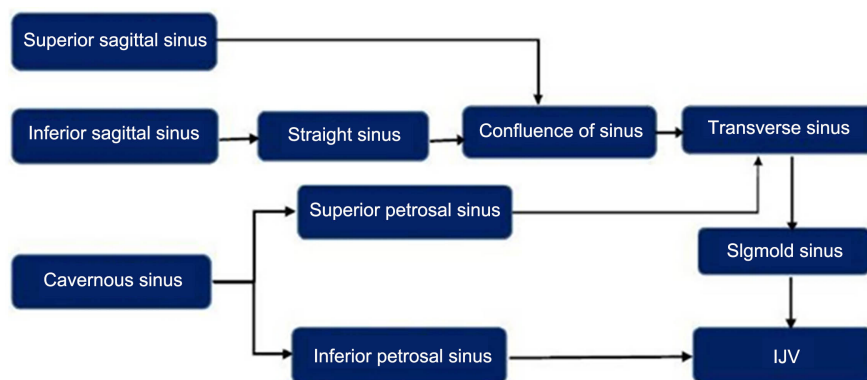 Superior sagittal sinus
Inferior sagittal sinus
Straight sinus
Confluence of sinus
Transverse sinus
Superior petrosal sinus
Slgmold sinus
Cavernous sinus
Inferior petrosal sinus
IJV